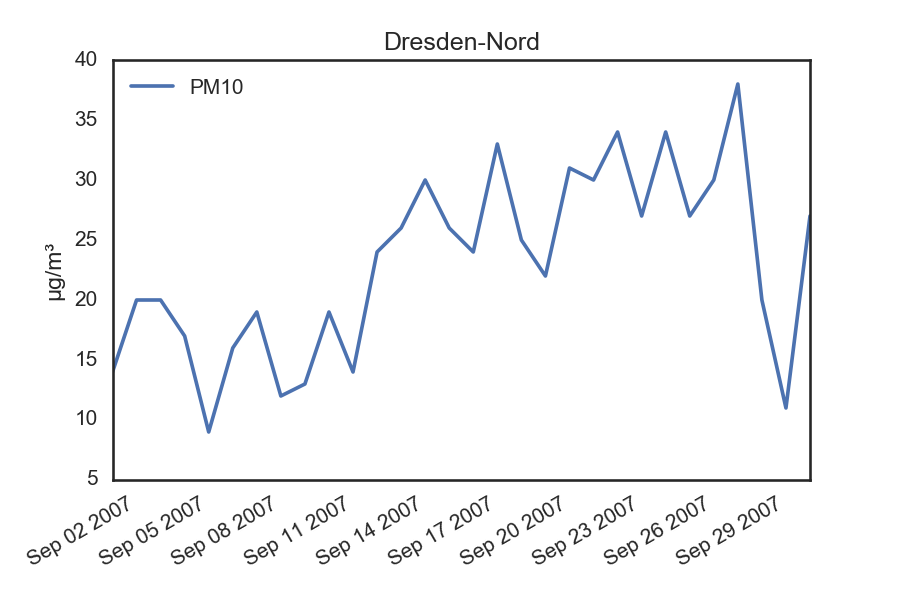 Dresden-Nord
40
PM10
35
30
25
µg/m³
20
15
10
5
Sep 02 2007
Sep 05 2007
Sep 08 2007
Sep 11 2007
Sep 14 2007
Sep 17 2007
Sep 20 2007
Sep 23 2007
Sep 26 2007
Sep 29 2007